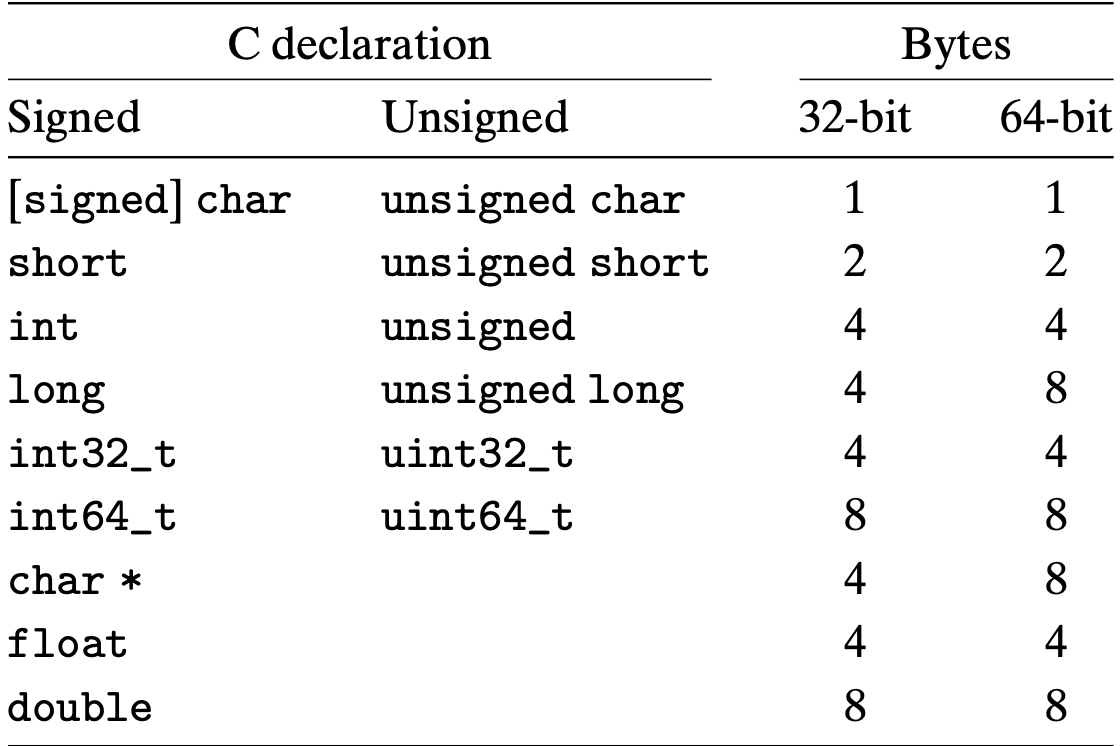 C declaration Bytes
Signed Unsigned 32-bit 64-bit
[signed] char unsigned char 1 1
short unsigned short 2 2
int unsigned 4 4
long unsigned long 4 8
int32_t uint32_t 4 4
int64_t uint64_t 8 8
char * 4 8
float 4 4
double 8 8